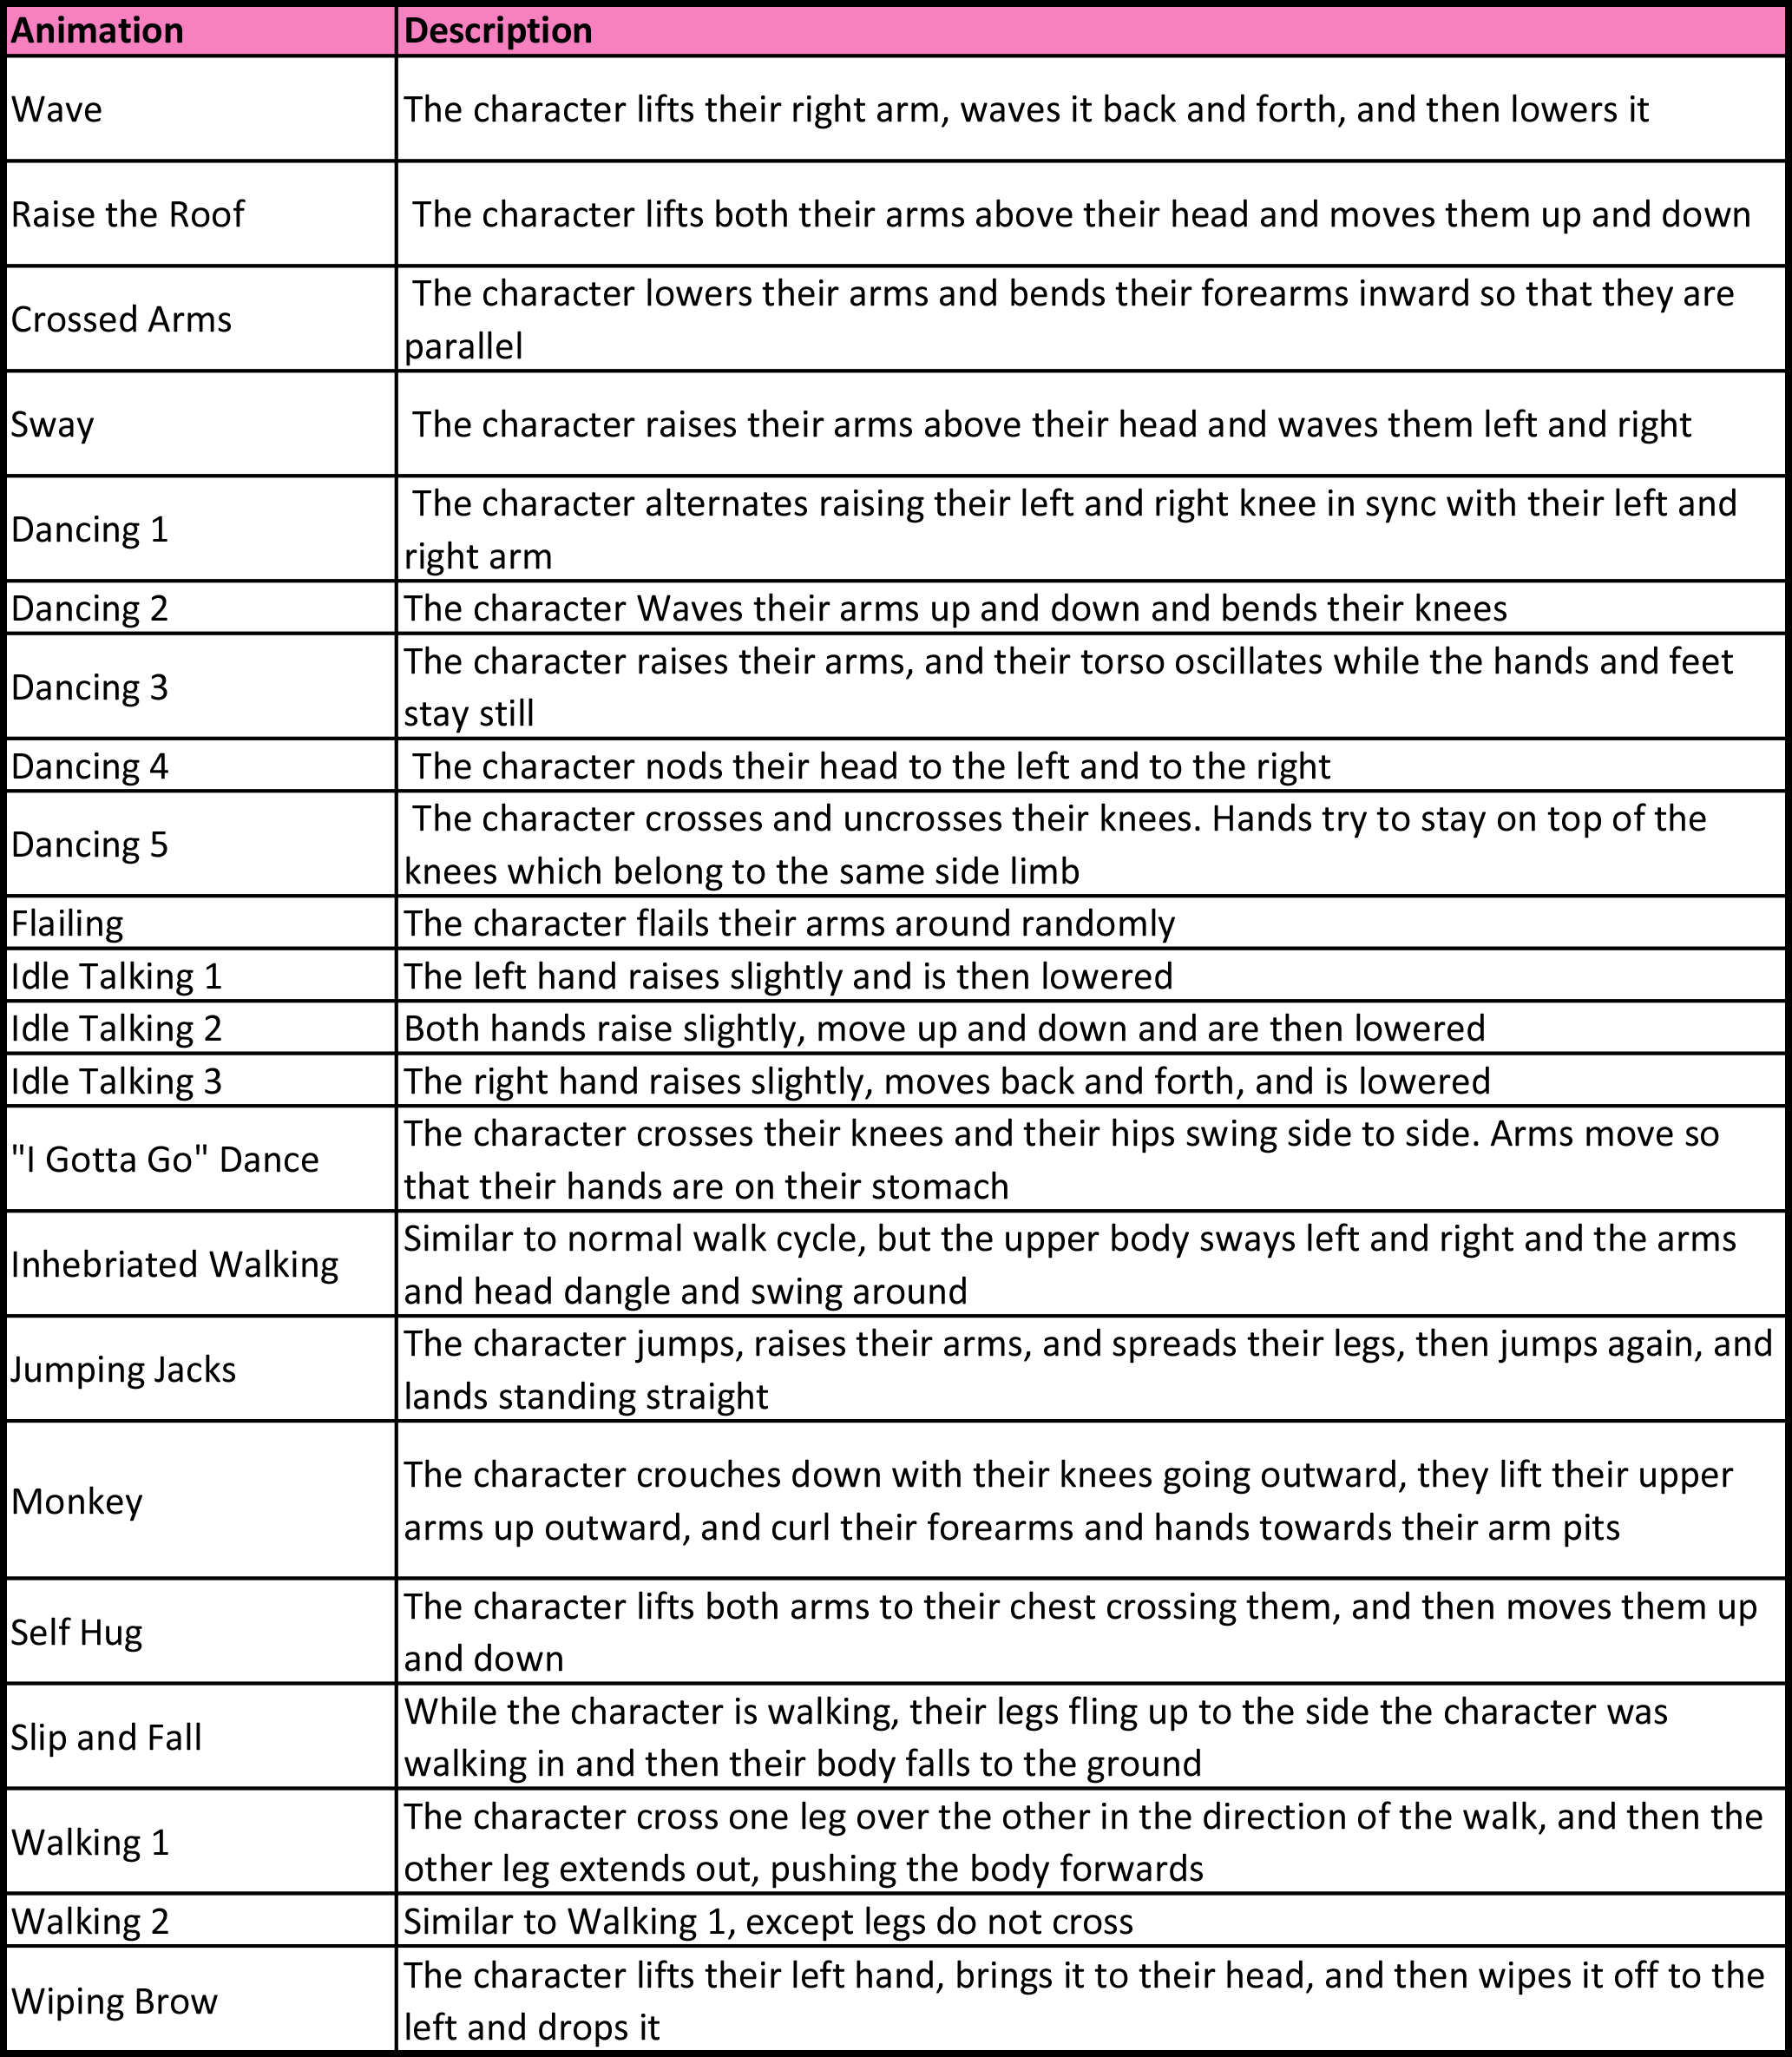 Animation Description
Wave The character lifts their right arm, waves it back and forth, and then lowers it
Raise the Roof The character lifts both their arms above their head and moves them up and down
Crossed Arms The character lowers their arms and bends their forearms inward so that they are
parallel
Sway The character raises their arms above their head and waves them left and right
Dancing 1 The character alternates raising their left and right knee in sync with their left and
right arm
Dancing 2 The character Waves their arms up and down and bends their knees
Dancing 3 The character raises their arms, and their torso oscillates while the hands and feet
stay still
Dancing 4 The character nods their head to the left and to the right
Dancing 5 The character crosses and uncrosses their knees. Hands try to stay on top of the
knees which belong to the same side limb
Flailing The character flails their arms around randomly
Idle Talking 1 The left hand raises slightly and is then lowered
Idle Talking 2 Both hands raise slightly, move up and down and are then lowered
Idle Talking 3 The right hand raises slightly, moves back and forth, and is lowered
"I Gotta Go" Dance The character crosses their knees and their hips swing side to side. Arms move so
that their hands are on their stomach
Inhebriated Walking Similar to normal walk cycle, but the upper body sways left and right and the arms
and head dangle and swing around
Jumping Jacks The character jumps, raises their arms, and spreads their legs, then jumps again, and
lands standing straight
Monkey The character crouches down with their knees going outward, they lift their upper
arms up outward, and curl their forearms and hands towards their arm pits
Self Hug The character lifts both arms to their chest crossing them, and then moves them up
and down
Slip and Fall While the character is walking, their legs fling up to the side the character was
walking in and then their body falls to the ground
Walking 1 The character cross one leg over the other in the direction of the walk, and then the
other leg extends out, pushing the body forwards
Walking 2 Similar to Walking 1, except legs do not cross
Wiping Brow The character lifts their left hand, brings it to their head, and then wipes it off to the
left and drops it